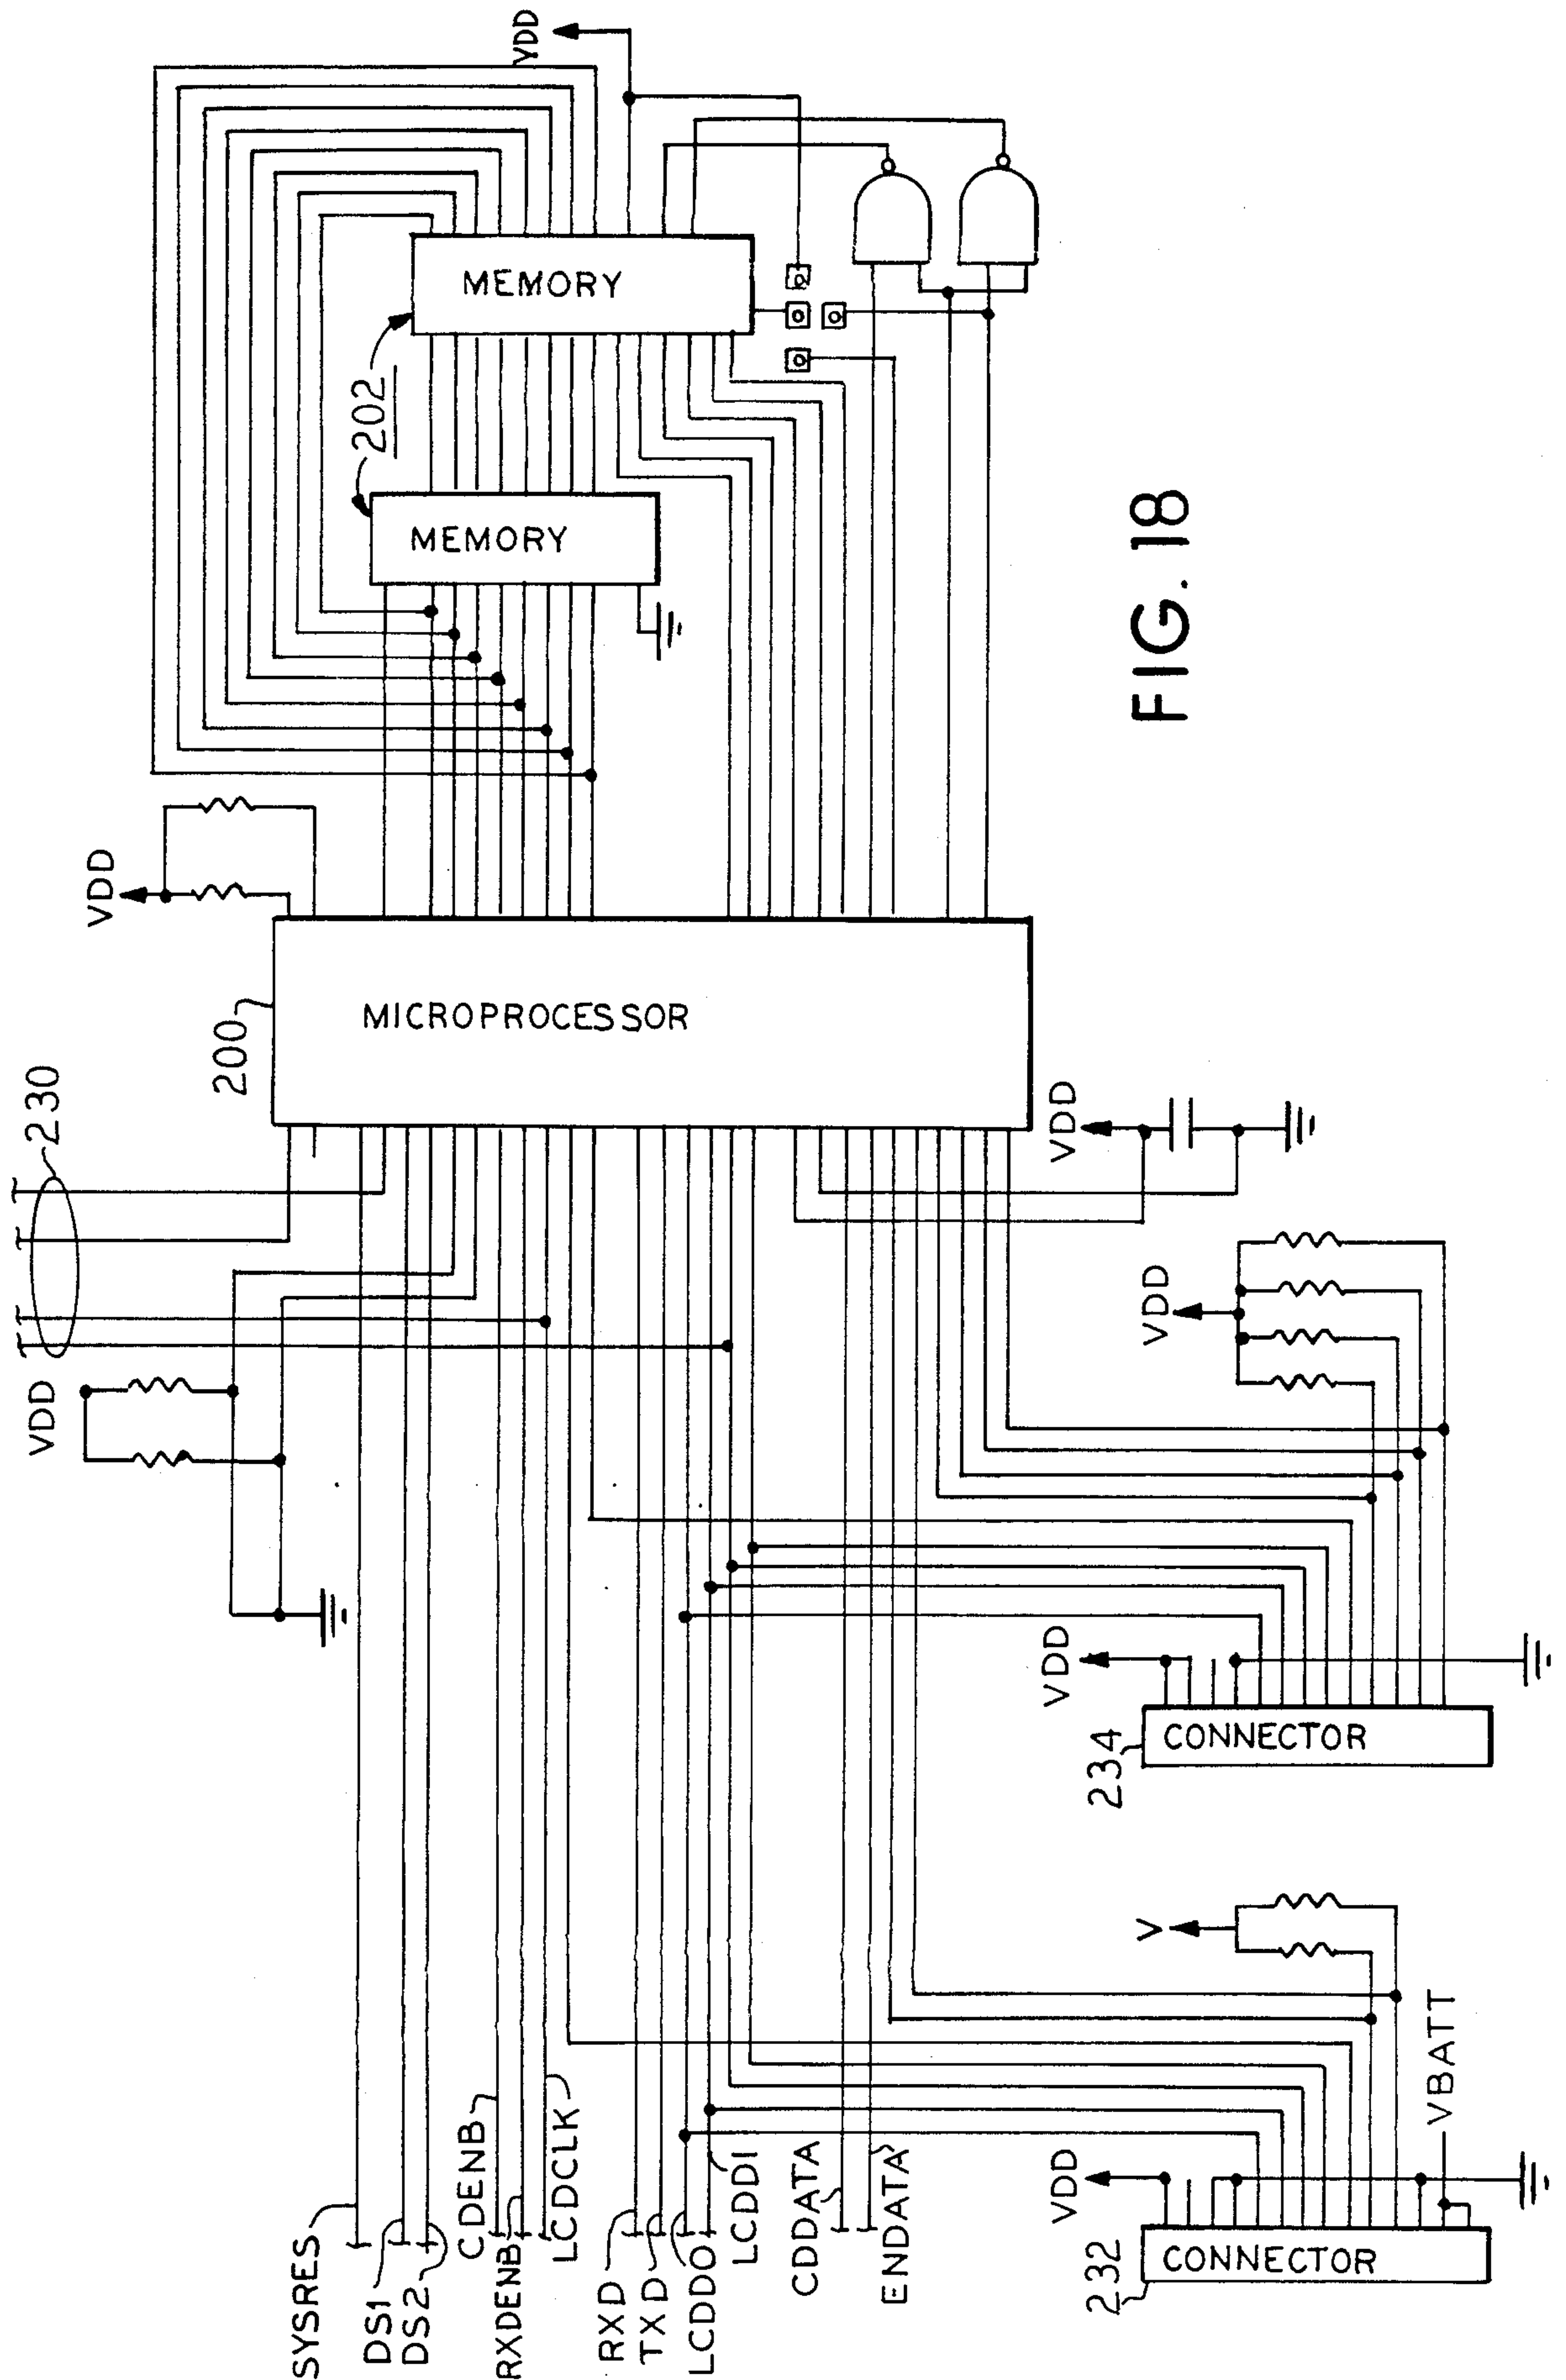 SYSRES
DS1
DS2
CDENB
RXDENB
LCDCLK
RXD
TXD
LCDDO
LCDDI
CDDATA
ENDATA
VDD
CONNECTOR
232
VBATT
V
VDD
CONNECTOR
234
VDD
VDD
VDD
230
200
MICROPROCESSOR
VDD
MEMORY
202
MEMORY
VDD
FIG. 18